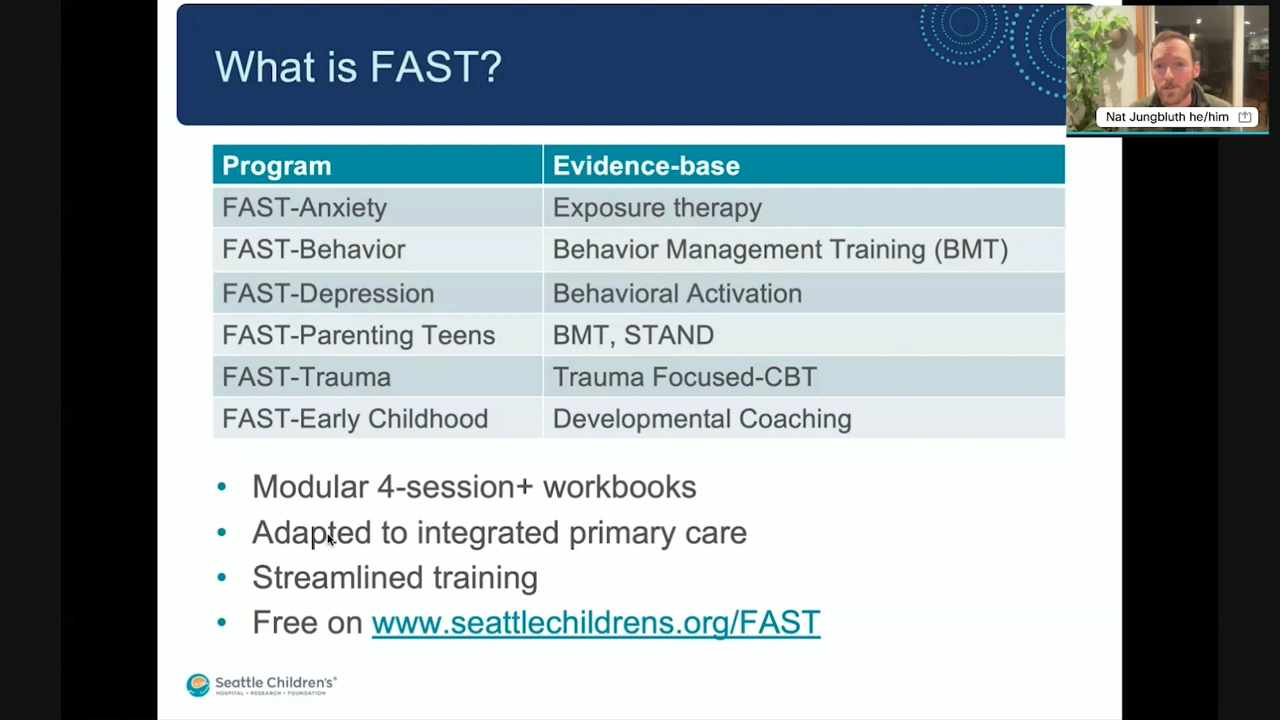 What is FAST?
Nat Jungbluth he/him
Program Evidence-base
FAST-Anxiety Exposure therapy
FAST-Behavior Behavior Management Training (BMT)
FAST-Depression Behavioral Activation
FAST-Parenting Teens BMT, STAND
FAST-Trauma Trauma Focused-CBT
FAST-Early Childhood Developmental Coaching
• Modular 4-session+ workbooks
• Adapted to integrated primary care
• Streamlined training
• Free on www.seattlechildrens.org/FAST
Seattle Children's®
HOSPITAL • RESEARCH • FOUNDATION